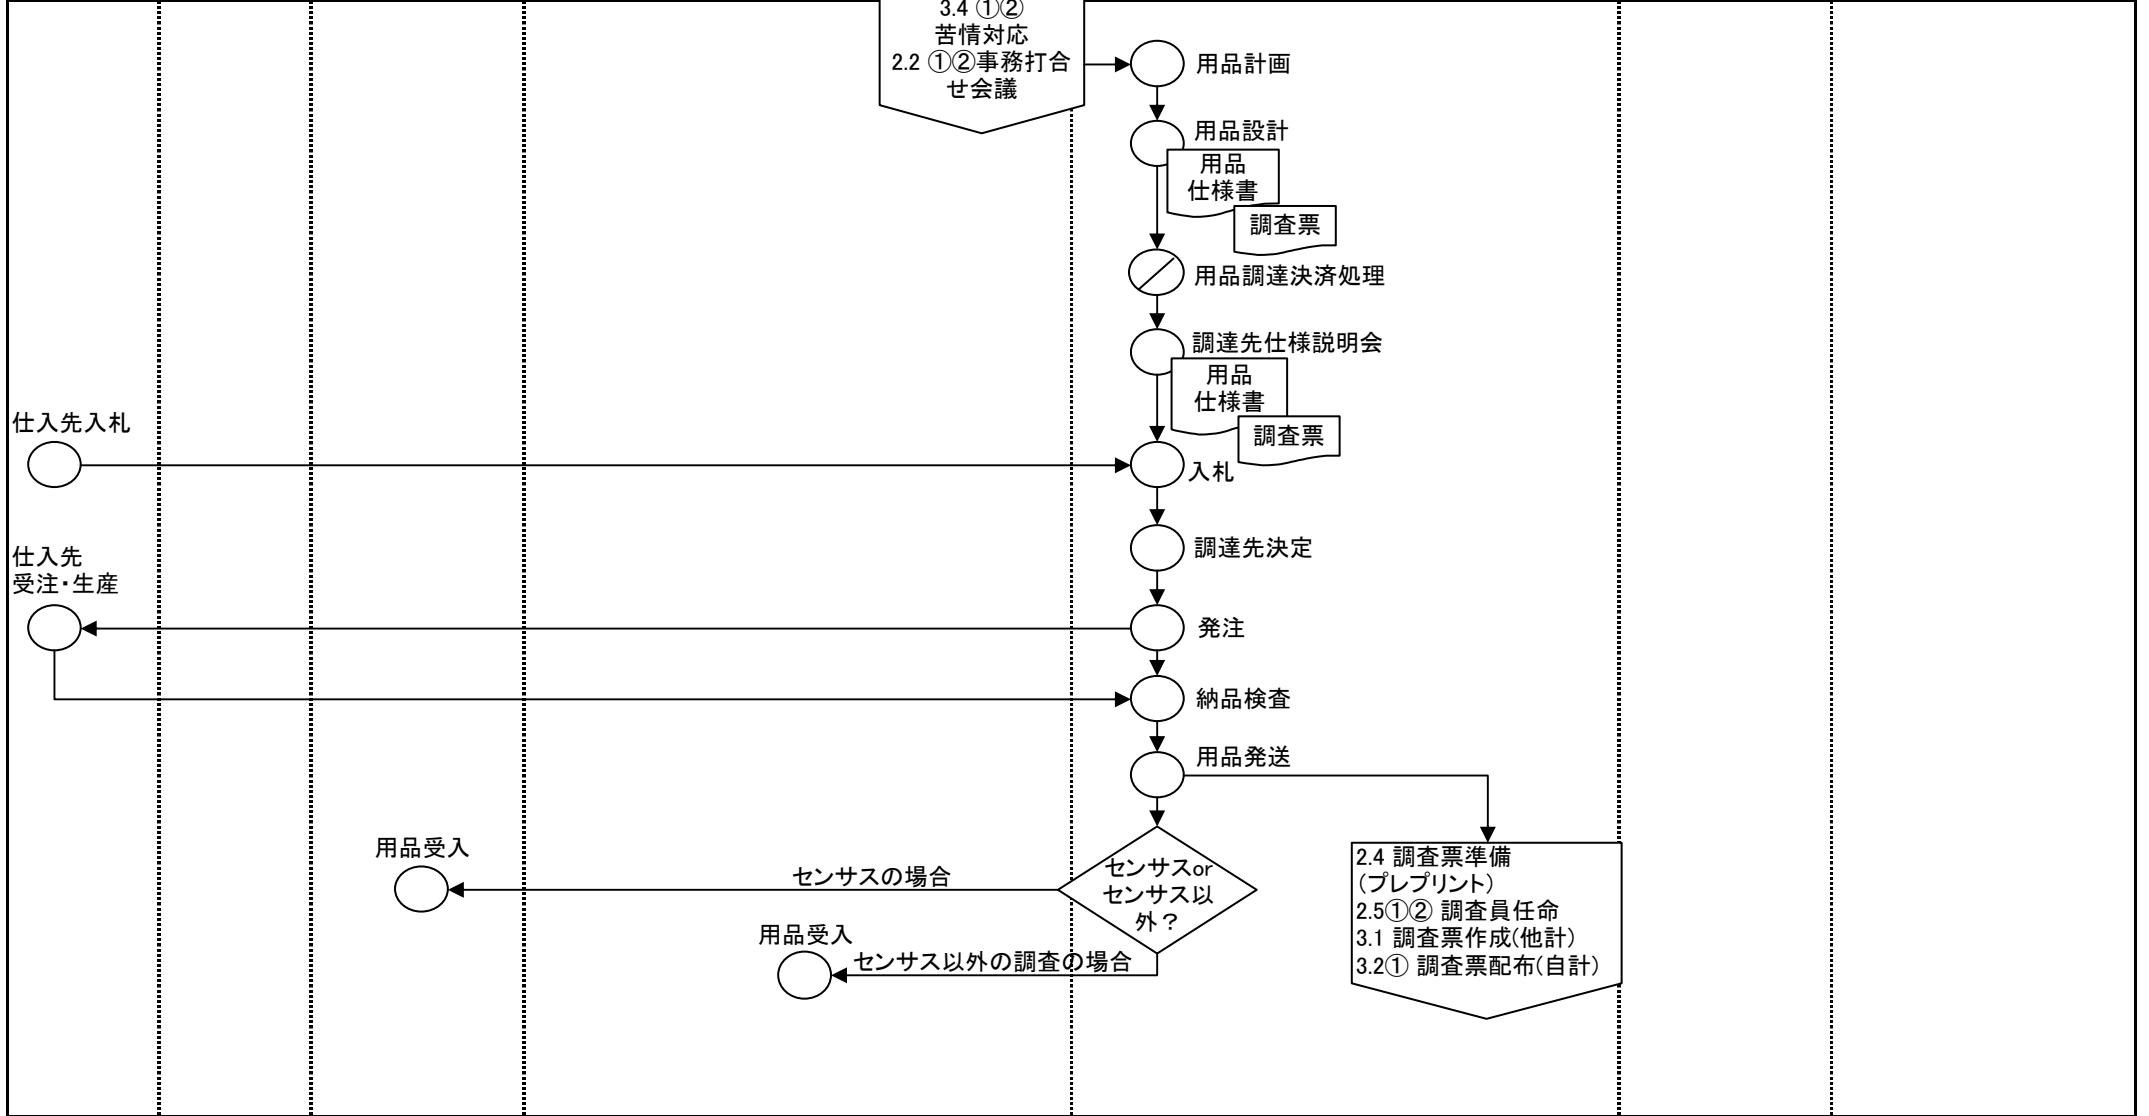 3.4 ①②
苦情対応
2.2 ①②事務打合
せ会議
用品計画
用品設計
用品
仕様書
調査票
用品調達決済処理
調達先仕様説明会
用品
仕様書
調査票
仕入先入札
入札
調達先決定
仕入先
受注・生産
発注
納品検査
用品発送
用品受入
センサスの場合
センサスor
センサス以
外？
用品受入
センサス以外の調査の場合
2.4 調査票準備
（プレプリント）
2.5①② 調査員任命
3.1 調査票作成(他計)
3.2① 調査票配布(自計)